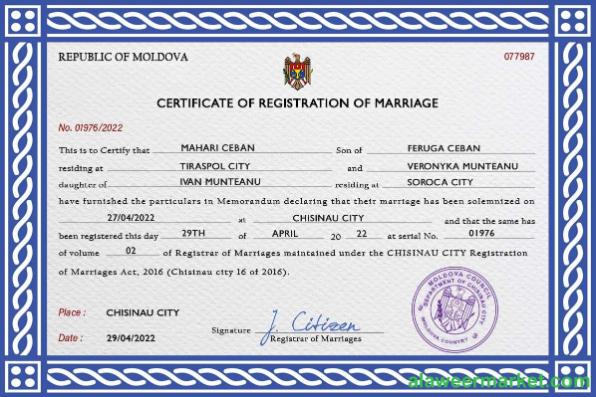 REPUBLIC OF MOLDOVA 077987
CERTIFICATE OF REGISTRATION OF MARRIAGE
No. 01976/2022
This is to Certify that MAHARI CEBAN Son of FERUGA CEBAN
residing at TIRASPOL CITY and VERONYKA MUNTEANU
daughter of IVAN MUNTEANU residing at SOROCA CITY
have furnished the particulars in Memorandum declaring that their marriage has been solemnized on
27/04/2022 at CHISINAU CITY and that the same has
been registered this day 29TH of APRIL 20 22 at serial No. 01976
of volume 02 of Registrar of Marriages maintained under the CHISINAU CITY Registration
of Marriages Act, 2016 (Chisinau city 16 of 2016).
MOLDOVA COUNCIL
DEPARTMENT OF CHISINAU CITY
MOLDOVA COUNTRY
Place : CHISINAU CITY
Signature J. Citizen
Date : 29/04/2022 Registrar of Marriages
alaweermarket.com